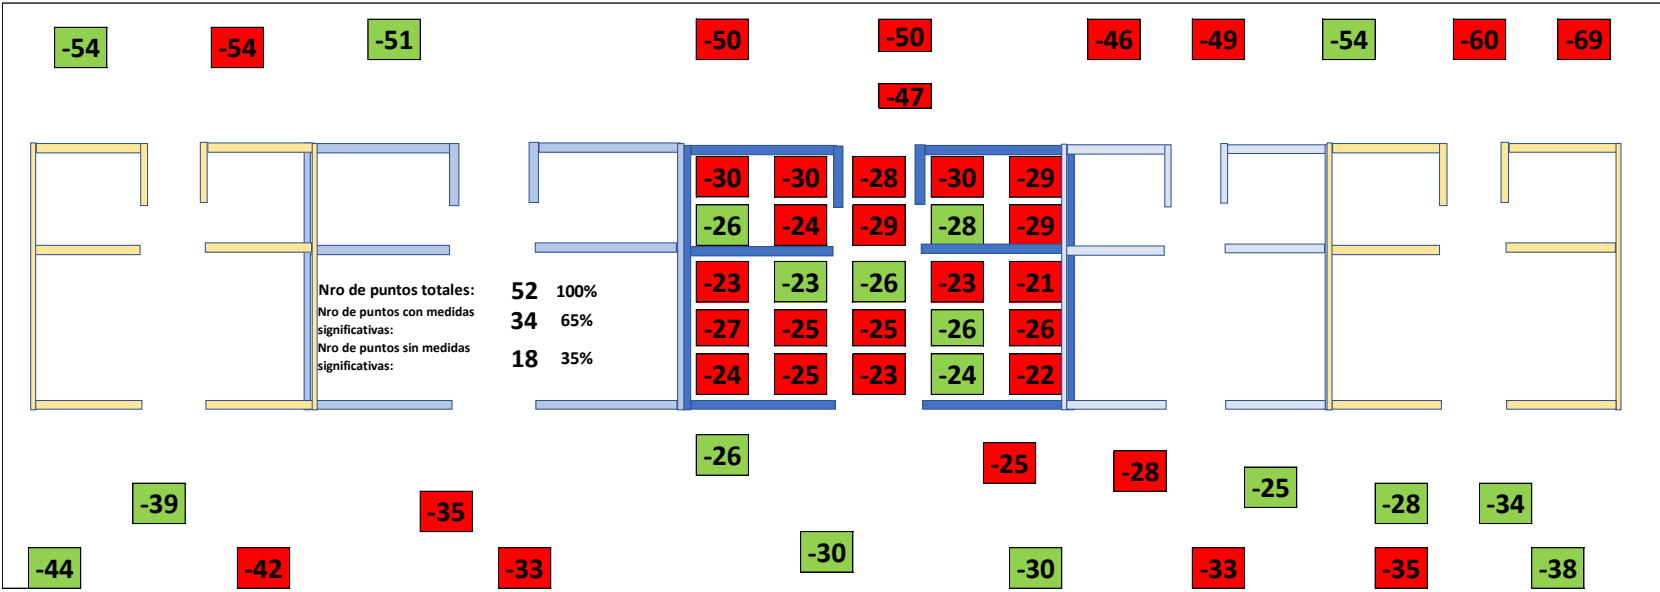 -54 -54 -51 -50 -50 -46 -49 -54 -60 -69
-47
-30 -30 -28 -30 -29
-26 -24 -29 -28 -29
-23 -23 -26 -23 -21
Nro de puntos totales: 52 100%
Nro de puntos con medidas
significativas: 34 65%
Nro de puntos sin medidas
significativas: 18 35%
-27 -25 -25 -26 -26
-24 -25 -23 -24 -22
-26 -25 -28
-39 -35 -25 -28 -34
-44 -42 -33 -30 -30 -33 -35 -38